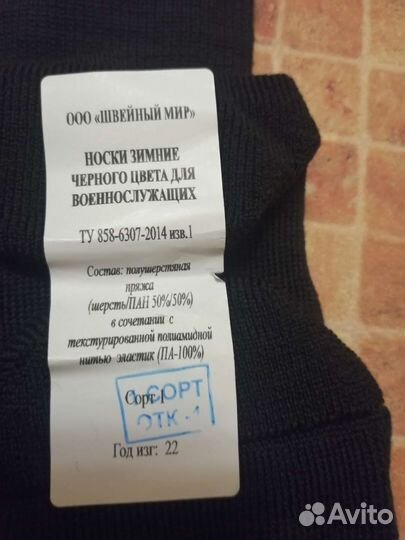 ООО «ШВЕЙНЫЙ МИР»
НОСКИ ЗИМНИЕ
ЧЕРНОГО ЦВЕТА ДЛЯ
ВОЕННОСЛУЖАЩИХ
ТУ 858-6307-2014 изв.1
Состав: полушерстяная
пряжа
(шерсть/ПАН 50%/50%)
в сочетании с
текстурированной полиамидной
нитью эластик (ПА-100%)
Сорт 1
СОРТ
ОТК -1
Год изг: 22
Avito